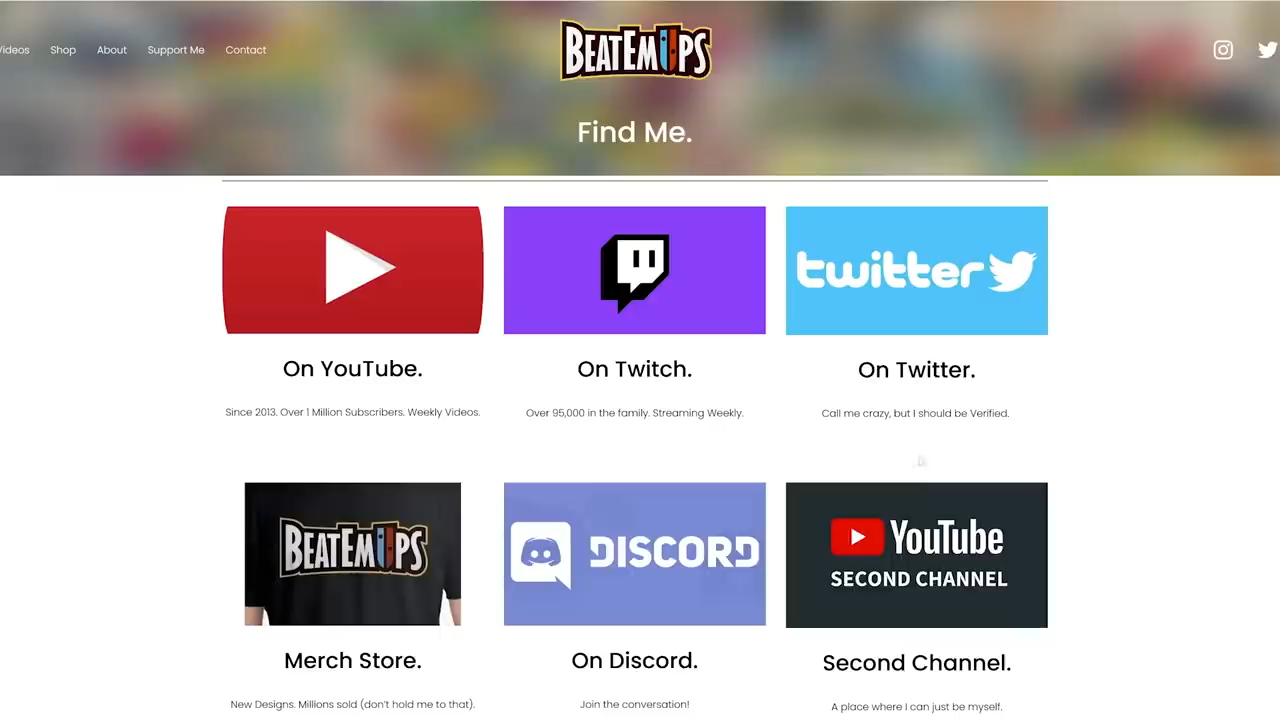 Videos
Shop
About
Support Me
Contact
BEATEMUPS
Find Me.
twitter
On YouTube.
On Twitch.
On Twitter.
Since 2013. Over 1 Million Subscribers. Weekly Videos.
Over 95,000 in the family. Streaming Weekly.
Call me crazy, but I should be Verified.
BEATEMUPS
DISCORD
YouTube
SECOND CHANNEL
Merch Store.
On Discord.
Second Channel.
New Designs. Millions sold (don't hold me to that).
Join the conversation!
A place where I can just be myself.